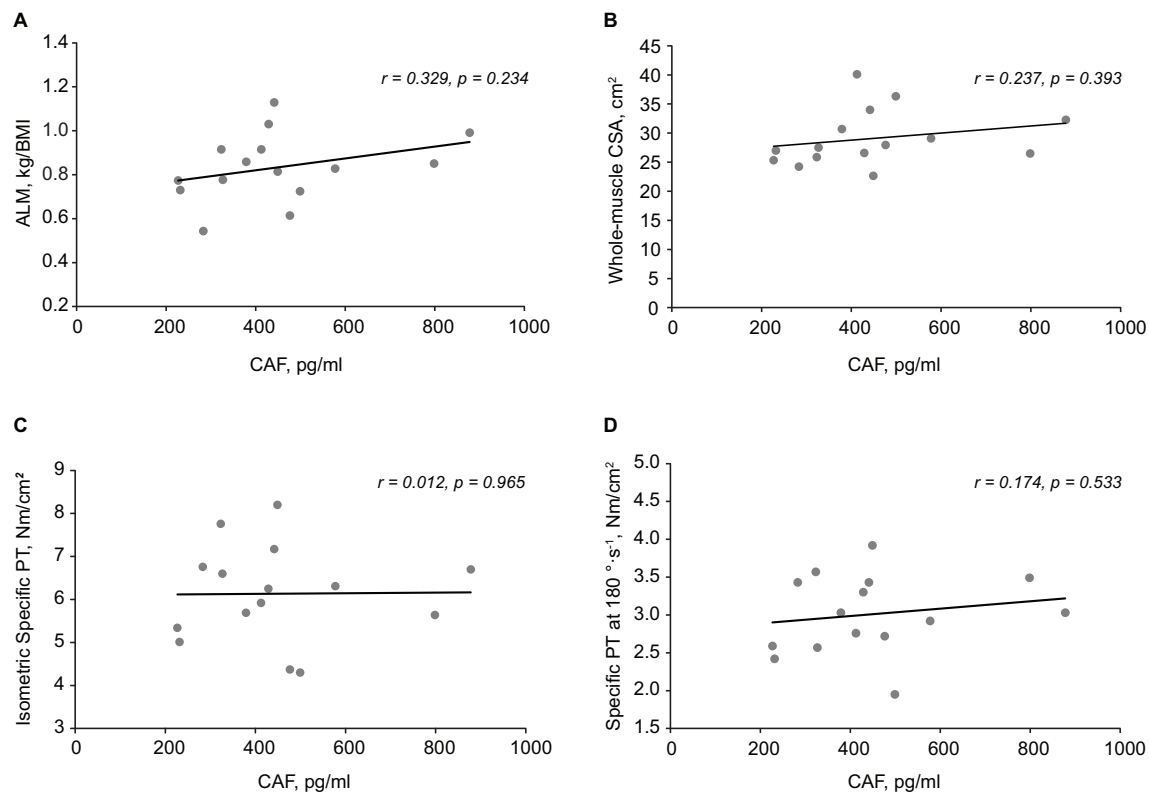 A
ALM, kg/BMI
1.4
1.2
1.0
0.8
0.6
0.4
0.2
r = 0.329, p = 0.234
0 200 400 600 800 1000
CAF, pg/ml
B
Whole-muscle CSA, cm²
45
40
35
30
25
20
15
10
5
0
r = 0.237, p = 0.393
0 200 400 600 800 1000
CAF, pg/ml
C
Isometric Specific PT, Nm/cm²
9
8
7
6
5
4
3
r = 0.012, p = 0.965
0 200 400 600 800 1000
CAF, pg/ml
D
Specific PT at 180 °·s⁻¹, Nm/cm²
5.0
4.5
4.0
3.5
3.0
2.5
2.0
1.5
r = 0.174, p = 0.533
0 200 400 600 800 1000
CAF, pg/ml